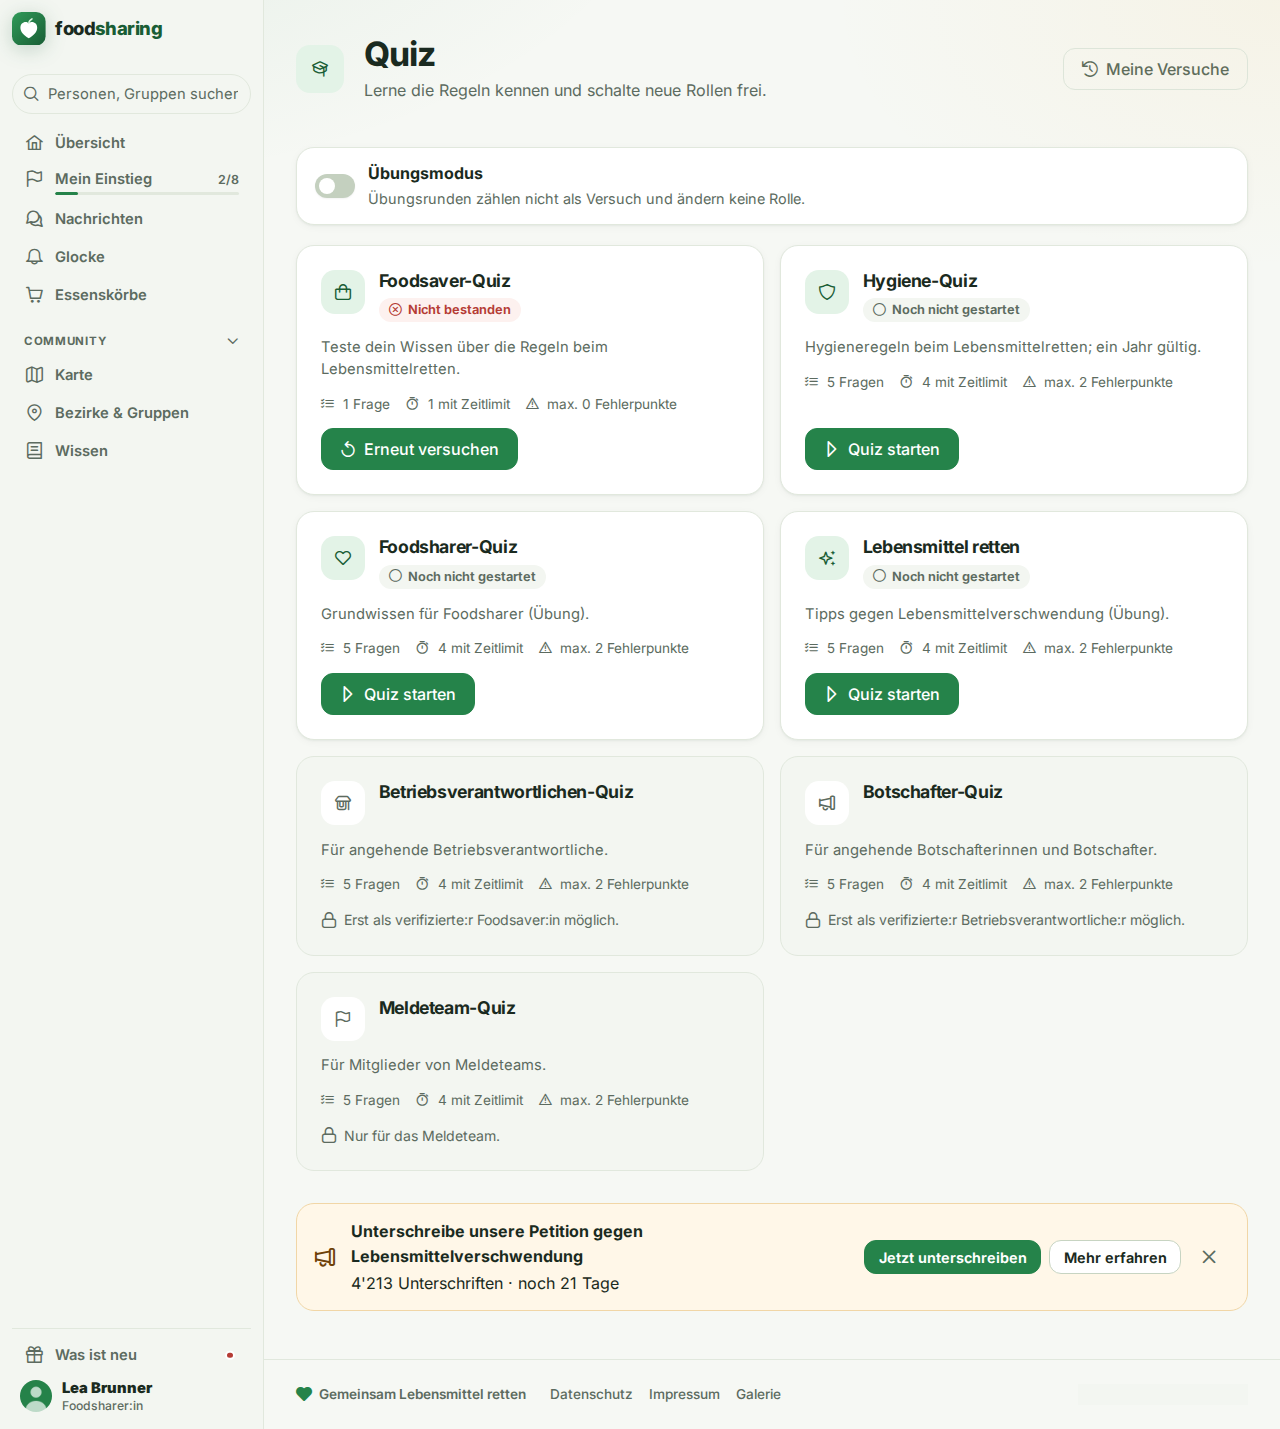 foodsharing
Personen, Gruppen sucher
Übersicht
Mein Einstieg 2/8
Nachrichten
Glocke
Essenskörbe
COMMUNITY
Karte
Bezirke & Gruppen
Wissen
Was ist neu
Lea Brunner
Foodsharer:in
Quiz
Lerne die Regeln kennen und schalte neue Rollen frei.
Meine Versuche
Übungsmodus
Übungsrunden zählen nicht als Versuch und ändern keine Rolle.
Foodsaver-Quiz
Nicht bestanden
Teste dein Wissen über die Regeln beim
Lebensmittelretten.
1 Frage 1 mit Zeitlimit max. 0 Fehlerpunkte
Erneut versuchen
Hygiene-Quiz
Noch nicht gestartet
Hygieneregeln beim Lebensmittelretten; ein Jahr gültig.
5 Fragen 4 mit Zeitlimit max. 2 Fehlerpunkte
Quiz starten
Foodsharer-Quiz
Noch nicht gestartet
Grundwissen für Foodsharer (Übung).
5 Fragen 4 mit Zeitlimit max. 2 Fehlerpunkte
Quiz starten
Lebensmittel retten
Noch nicht gestartet
Tipps gegen Lebensmittelverschwendung (Übung).
5 Fragen 4 mit Zeitlimit max. 2 Fehlerpunkte
Quiz starten
Betriebsverantwortlichen-Quiz
Für angehende Betriebsverantwortliche.
5 Fragen 4 mit Zeitlimit max. 2 Fehlerpunkte
Erst als verifizierte:r Foodsaver:in möglich.
Botschafter-Quiz
Für angehende Botschafterinnen und Botschafter.
5 Fragen 4 mit Zeitlimit max. 2 Fehlerpunkte
Erst als verifizierte:r Betriebsverantwortliche:r möglich.
Meldeteam-Quiz
Für Mitglieder von Meldeteams.
5 Fragen 4 mit Zeitlimit max. 2 Fehlerpunkte
Nur für das Meldeteam.
Unterschreibe unsere Petition gegen
Lebensmittelverschwendung
4'213 Unterschriften · noch 21 Tage
Jetzt unterschreiben
Mehr erfahren
Gemeinsam Lebensmittel retten Datenschutz Impressum Galerie